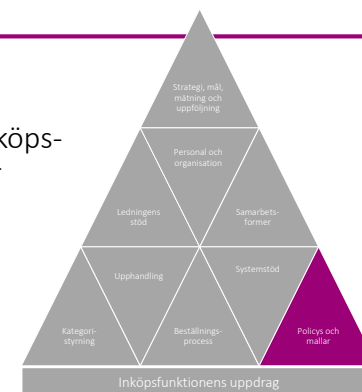 Strategi, mål,
mätning och
uppföljning
köps-
Personal och
organisation
Ledningens
stöd
Samarbets-
former
Upphandling
Systemstöd
Kategori-
styrning
Beställnings-
process
Policys och
mallar
Inköpsfunktionens uppdrag